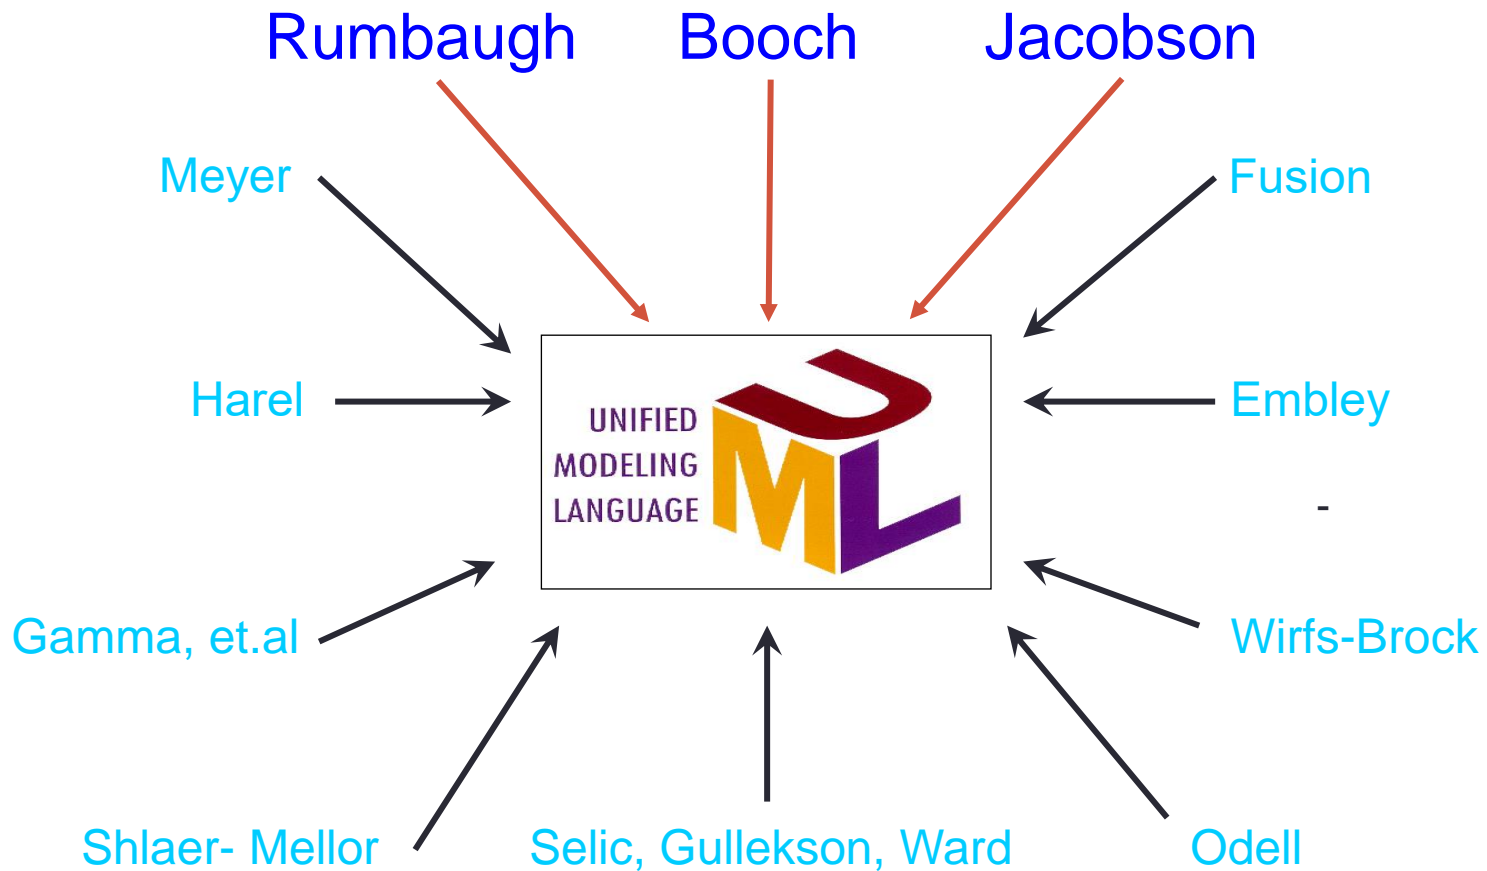 Rumbaugh Booch Jacobson
Meyer Fusion
Harel Embley
UNIFIED
MODELING
LANGUAGE
UML
-
Gamma, et.al Wirfs-Brock
Shlaer- Mellor Selic, Gullekson, Ward Odell